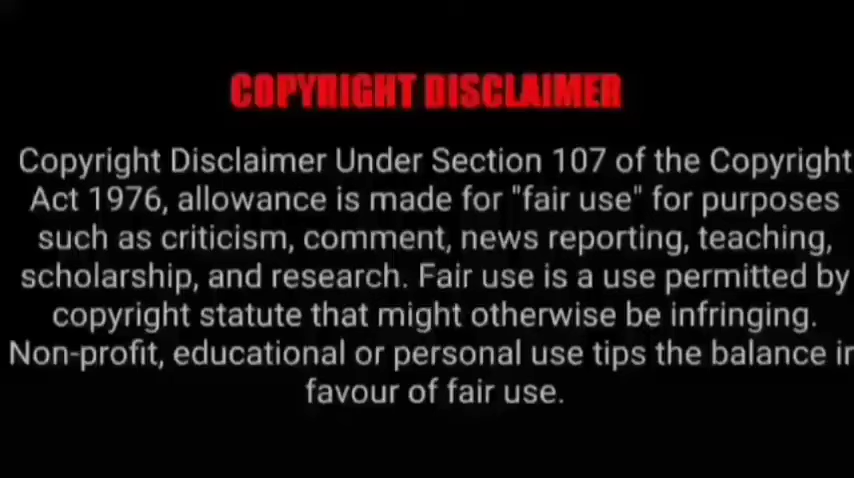 COPYRIGHT DISCLAIMER
Copyright Disclaimer Under Section 107 of the Copyright
Act 1976, allowance is made for "fair use" for purposes
such as criticism, comment, news reporting, teaching,
scholarship, and research. Fair use is a use permitted by
copyright statute that might otherwise be infringing.
Non-profit, educational or personal use tips the balance in
favour of fair use.